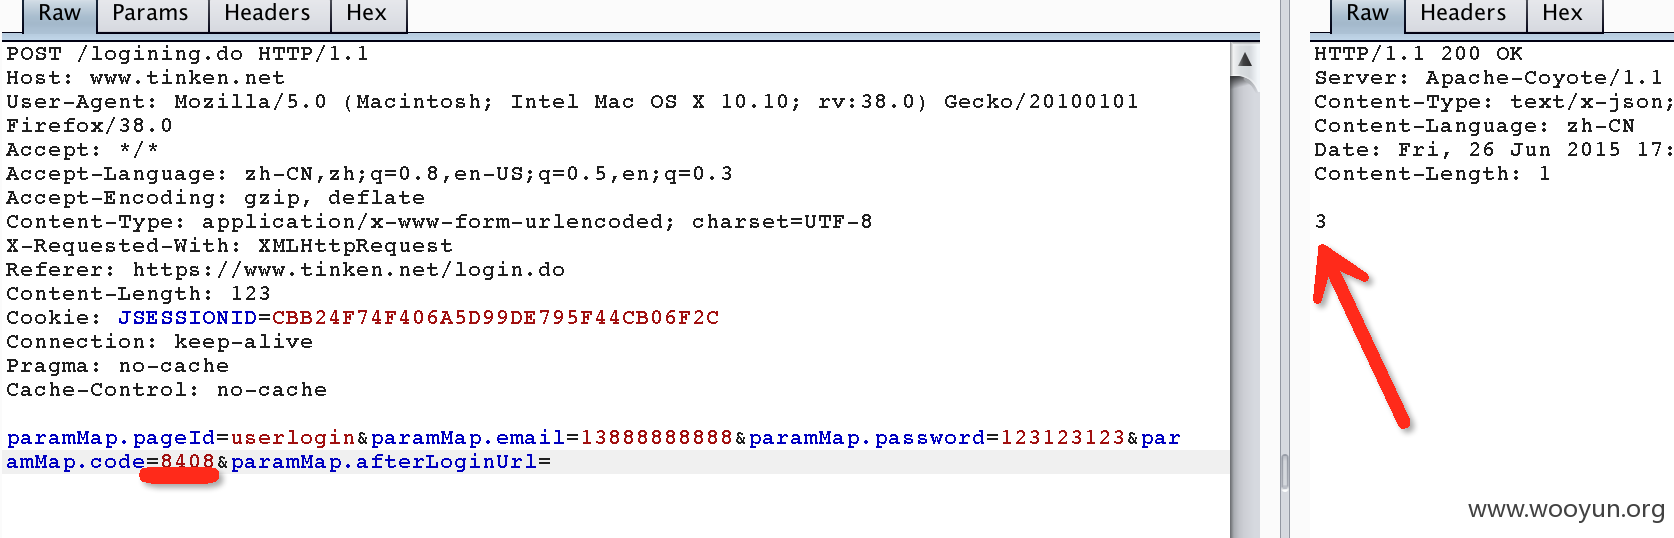 Raw Params Headers Hex
POST /logining.do HTTP/1.1
Host: www.tinken.net
User-Agent: Mozilla/5.0 (Macintosh; Intel Mac OS X 10.10; rv:38.0) Gecko/20100101
Firefox/38.0
Accept: */*
Accept-Language: zh-CN,zh;q=0.8,en-US;q=0.5,en;q=0.3
Accept-Encoding: gzip, deflate
Content-Type: application/x-www-form-urlencoded; charset=UTF-8
X-Requested-With: XMLHttpRequest
Referer: https://www.tinken.net/login.do
Content-Length: 123
Cookie: JSESSIONID=CBB24F74F406A5D99DE795F44CB06F2C
Connection: keep-alive
Pragma: no-cache
Cache-Control: no-cache
paramMap.pageId=userlogin&paramMap.email=13888888888&paramMap.password=123123123&par
amMap.code=8408&paramMap.afterLoginUrl=
Raw Headers Hex
HTTP/1.1 200 OK
Server: Apache-Coyote/1.1
Content-Type: text/x-json;
Content-Language: zh-CN
Date: Fri, 26 Jun 2015 17:
Content-Length: 1
3
www.wooyun.org